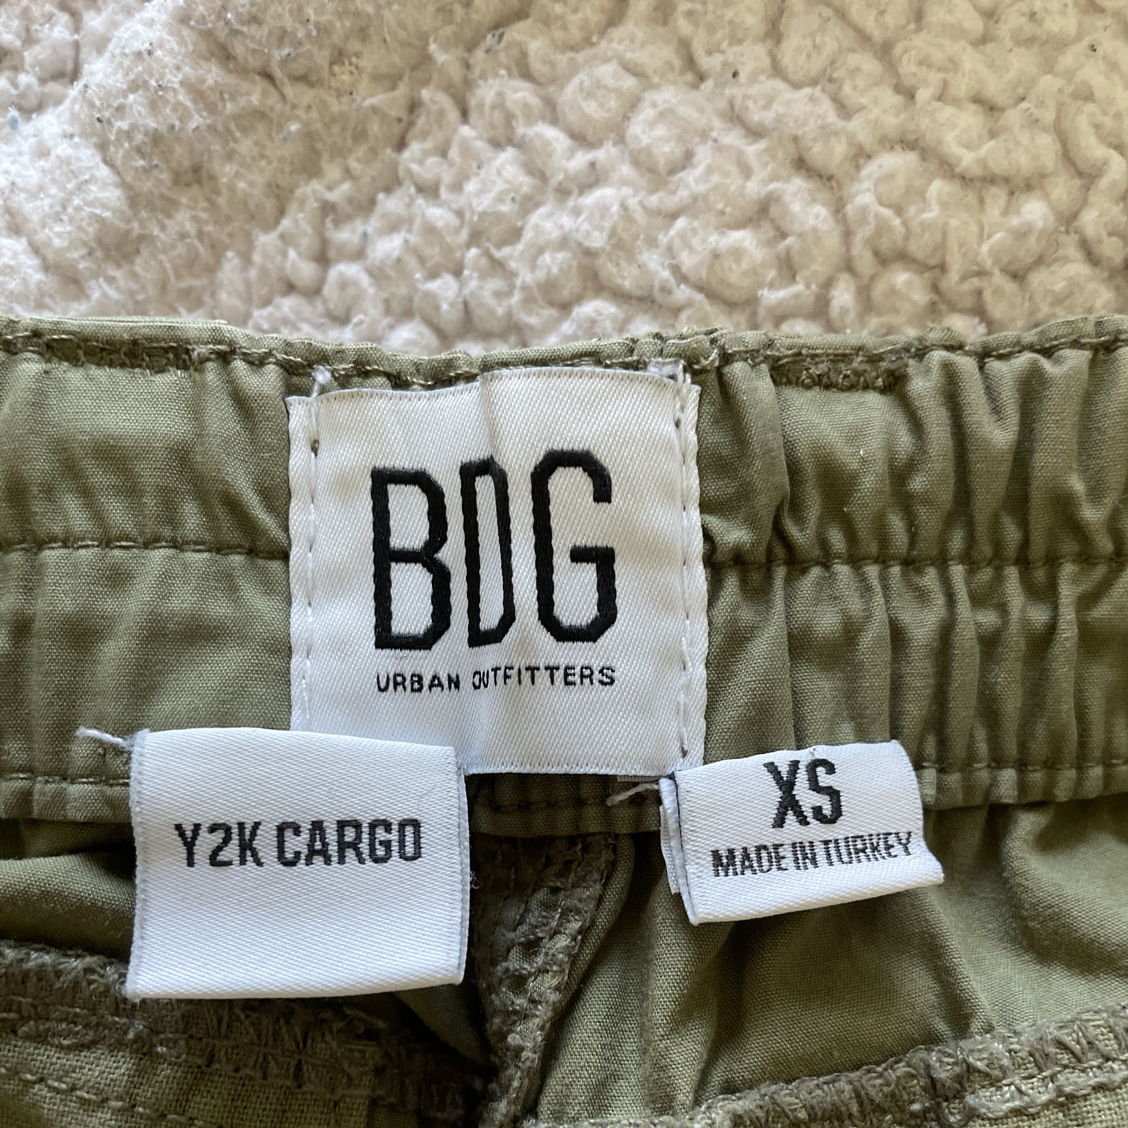 BDG
URBAN OUTFITTERS
Y2K CARGO
XS
MADE IN TURKEY